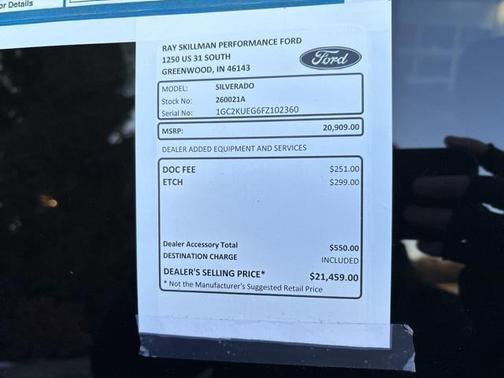 or Details
RAY SKILLMAN PERFORMANCE FORD
1250 US 31 SOUTH
GREENWOOD, IN 46143
Ford
MODEL: SILVERADO
Stock No: 260021A
Serial No: 1GC2KUEG6FZ102360
MSRP: 20,909.00
DEALER ADDED EQUIPMENT AND SERVICES
DOC FEE $251.00
ETCH $299.00
Dealer Accessory Total $550.00
DESTINATION CHARGE INCLUDED
DEALER'S SELLING PRICE* $21,459.00
* Not the Manufacturer's Suggested Retail Price